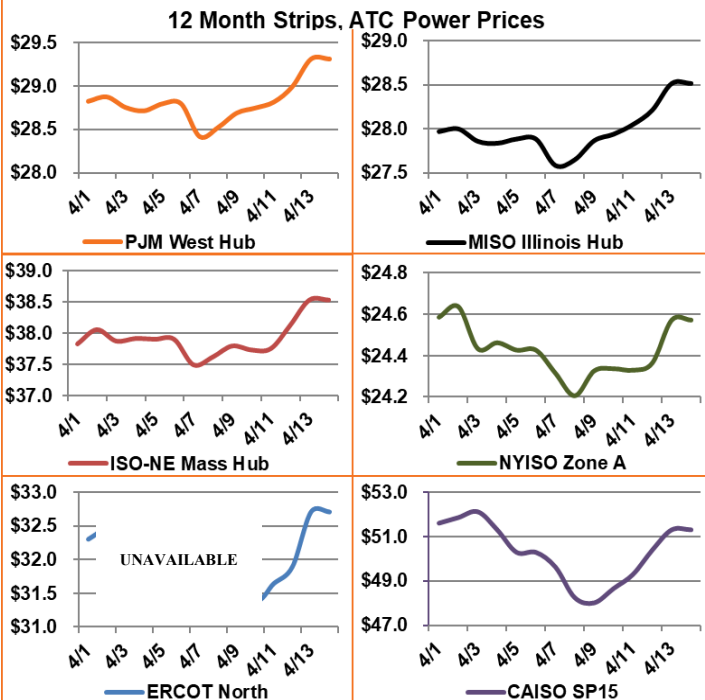 12 Month Strips, ATC Power Prices
$29.5
$29.0
$28.5
$28.0
4/1 4/3 4/5 4/7 4/9 4/11 4/13
PJM West Hub
$29.0
$28.5
$28.0
$27.5
4/1 4/3 4/5 4/7 4/9 4/11 4/13
MISO Illinois Hub
$39.0
$38.5
$38.0
$37.5
$37.0
4/1 4/3 4/5 4/7 4/9 4/11 4/13
ISO-NE Mass Hub
$24.8
$24.6
$24.4
$24.2
4/1 4/3 4/5 4/7 4/9 4/11 4/13
NYISO Zone A
$33.0
$32.5
$32.0
$31.5
$31.0
UNAVAILABLE
4/1 4/3 4/5 4/7 4/9 4/11 4/13
ERCOT North
$53.0
$51.0
$49.0
$47.0
4/1 4/3 4/5 4/7 4/9 4/11 4/13
CAISO SP15